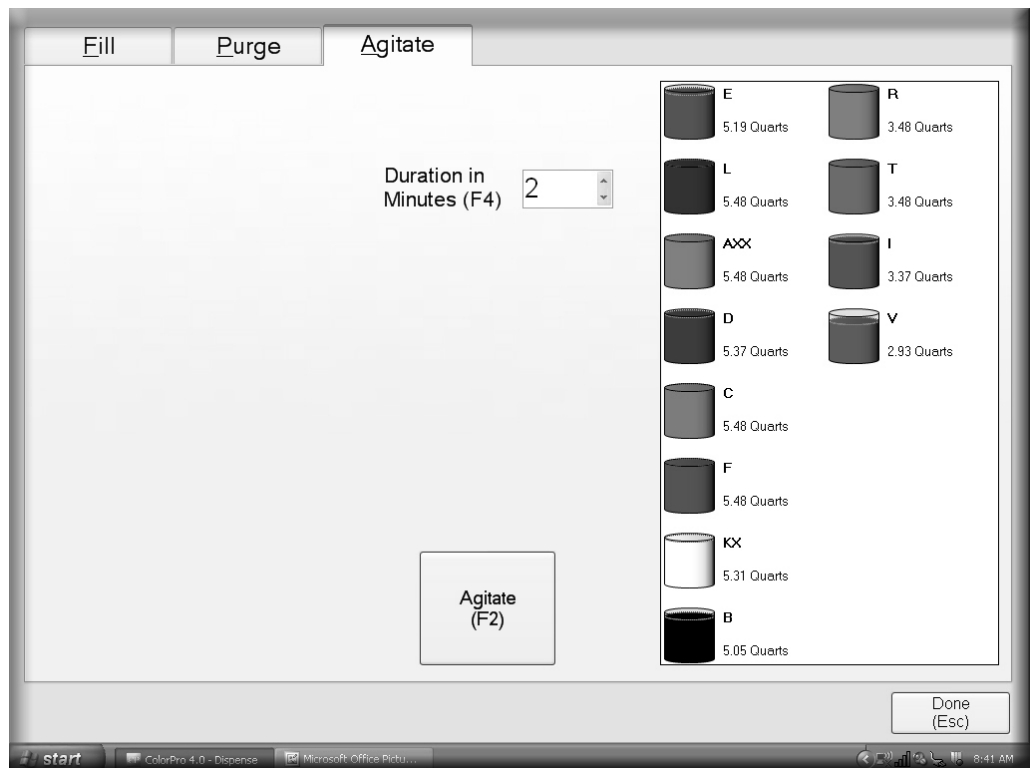 Fill
Purge
Agitate
Duration in
Minutes (F4)
2
Agitate
(F2)
E
5.19 Quarts
L
5.48 Quarts
AXX
5.48 Quarts
D
5.37 Quarts
C
5.48 Quarts
F
5.48 Quarts
KX
5.31 Quarts
B
5.05 Quarts
R
3.48 Quarts
T
3.48 Quarts
I
3.37 Quarts
V
2.93 Quarts
Done
(Esc)
start
ColorPro 4.0 - Dispense
Microsoft Office Pictu...
8:41 AM